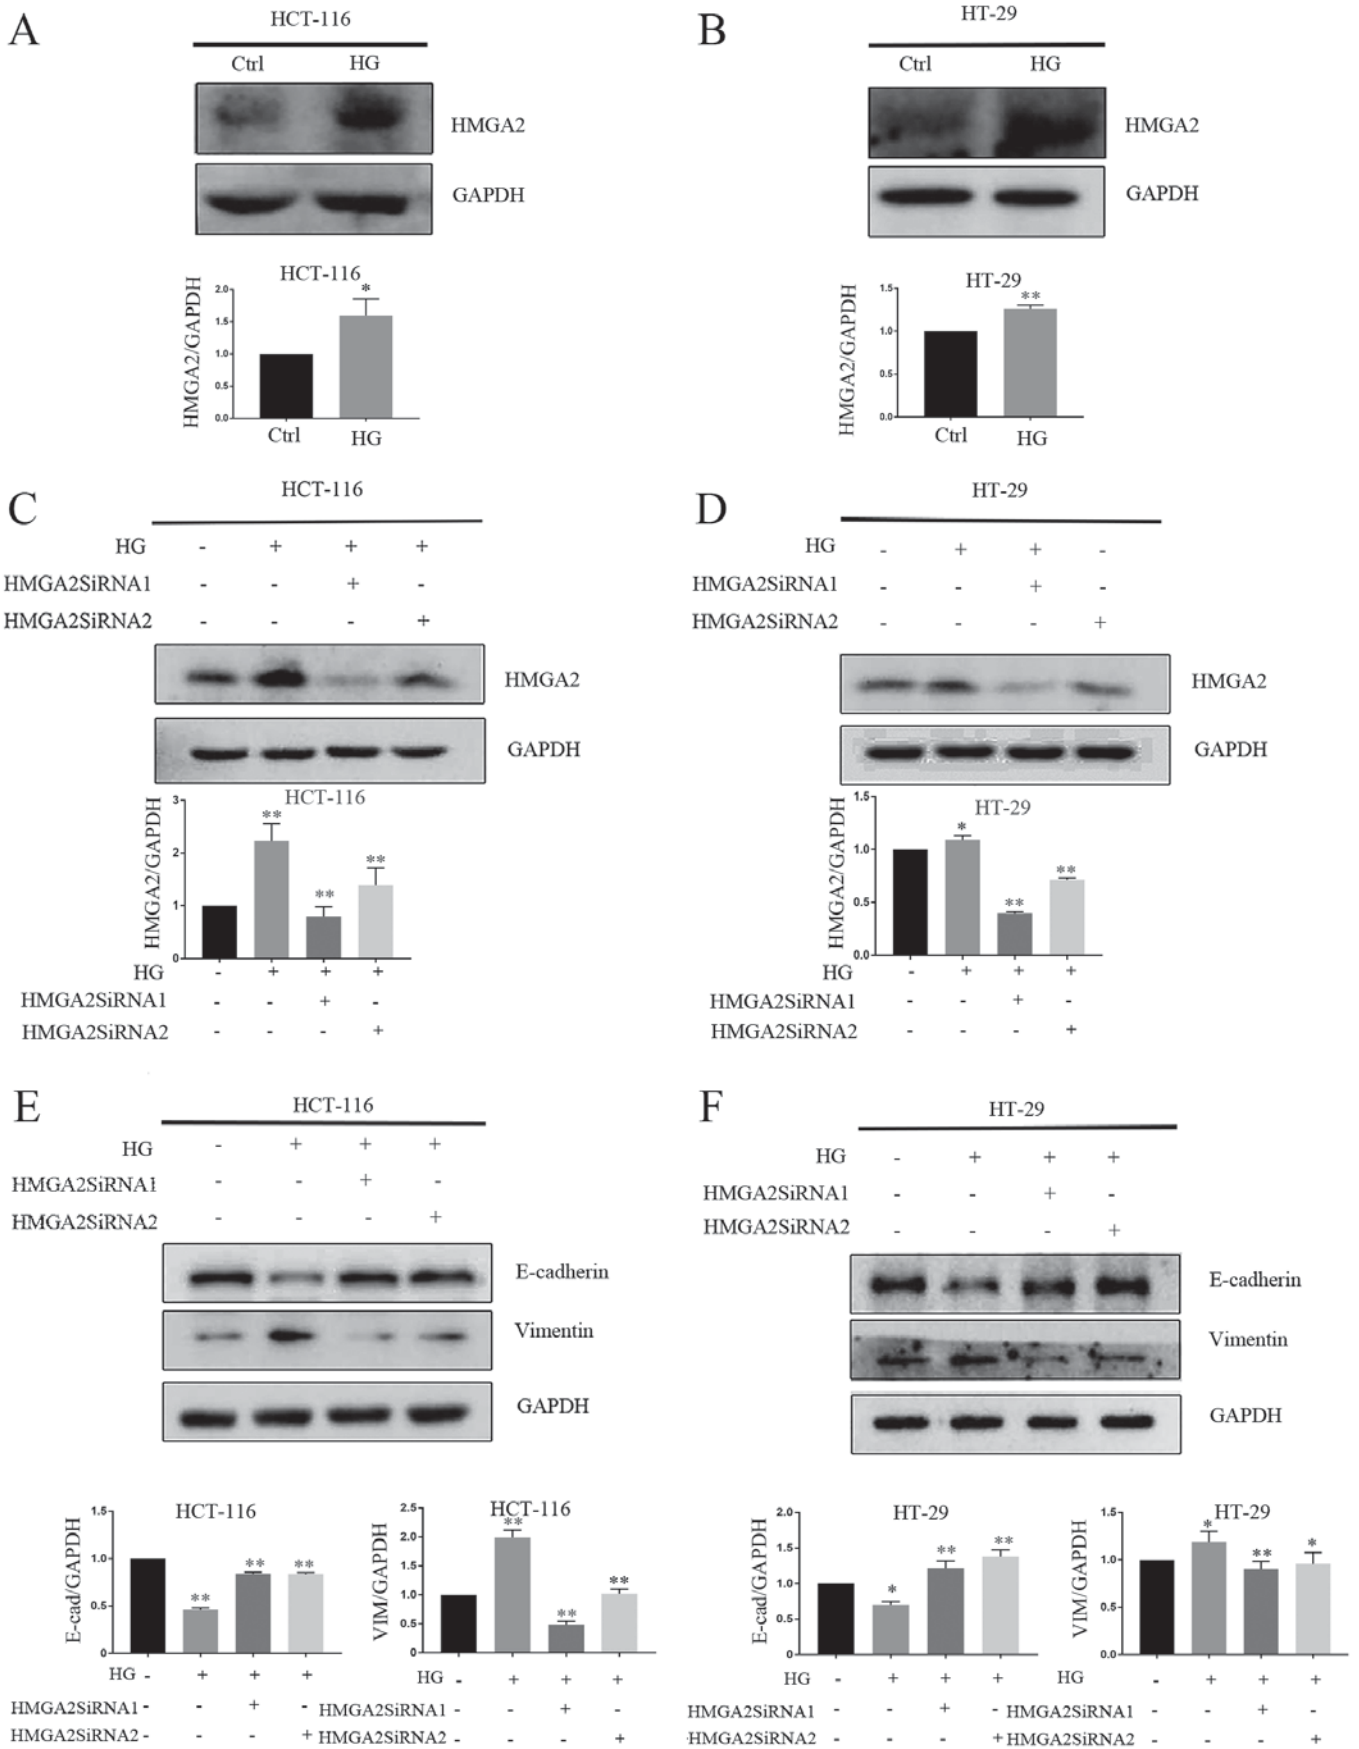 A
HCT-116
Ctrl HG
HMGA2
GAPDH
HCT-116
HMGA2/GAPDH
2.0
1.5
1.0
0.5
0.0
*
Ctrl HG
B
HT-29
Ctrl HG
HMGA2
GAPDH
HT-29
HMGA2/GAPDH
1.5
1.0
0.5
0.0
**
Ctrl HG
C
HCT-116
HG - + + +
HMGA2SiRNA1 - - + -
HMGA2SiRNA2 - - - +
HMGA2
GAPDH
HCT-116
HMGA2/GAPDH
3
2
1
0
** ** **
HG - + + +
HMGA2SiRNA1 - - + -
HMGA2SiRNA2 - - - +
D
HT-29
HG - + + -
HMGA2SiRNA1 - - + -
HMGA2SiRNA2 - - - +
HMGA2
GAPDH
HT-29
HMGA2/GAPDH
1.5
1.0
0.5
0.0
* ** **
HG - + + +
HMGA2SiRNA1 - - + -
HMGA2SiRNA2 - - - +
E
HCT-116
HG - + + +
HMGA2SiRNA1 - - + -
HMGA2SiRNA2 - - - +
E-cadherin
Vimentin
GAPDH
HCT-116
E-cad/GAPDH
1.5
1.0
0.5
0
** ** **
HG - + + +
HMGA2SiRNA1 - - + -
HMGA2SiRNA2 - - - +
HCT-116
VIM/GAPDH
2.5
2.0
1.5
1.0
0.5
0
** ** **
HG - + + +
HMGA2SiRNA1 - - + -
HMGA2SiRNA2 - - - +
F
HT-29
HG - + + +
HMGA2SiRNA1 - - + -
HMGA2SiRNA2 - - - +
E-cadherin
Vimentin
GAPDH
HT-29
E-cad/GAPDH
2.0
1.5
1.0
0.5
0
* ** **
HG - + + +
HMGA2SiRNA1 - - + -
HMGA2SiRNA2 - - - +
HT-29
VIM/GAPDH
1.5
1.0
0.5
0.0
* ** *
HG - + + +
HMGA2SiRNA1 - - + -
HMGA2SiRNA2 - - - +